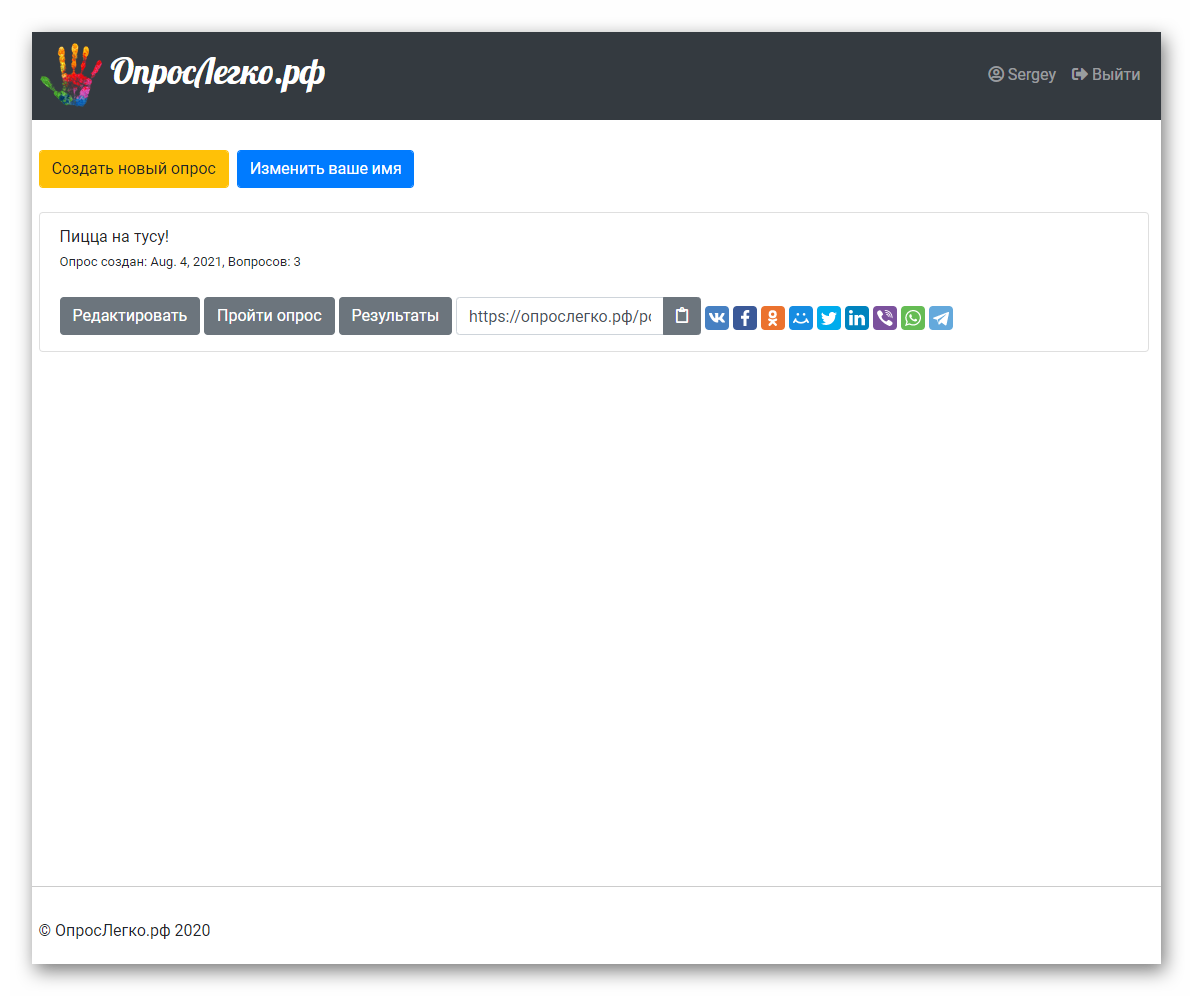 ОпросЛегко.рф
Sergey Выйти
Создать новый опрос Изменить ваше имя
Пицца на тусу!
Опрос создан: Aug. 4, 2021, Вопросов: 3
Редактировать Пройти опрос Результаты https://опрослегко.рф/po
© ОпросЛегко.рф 2020